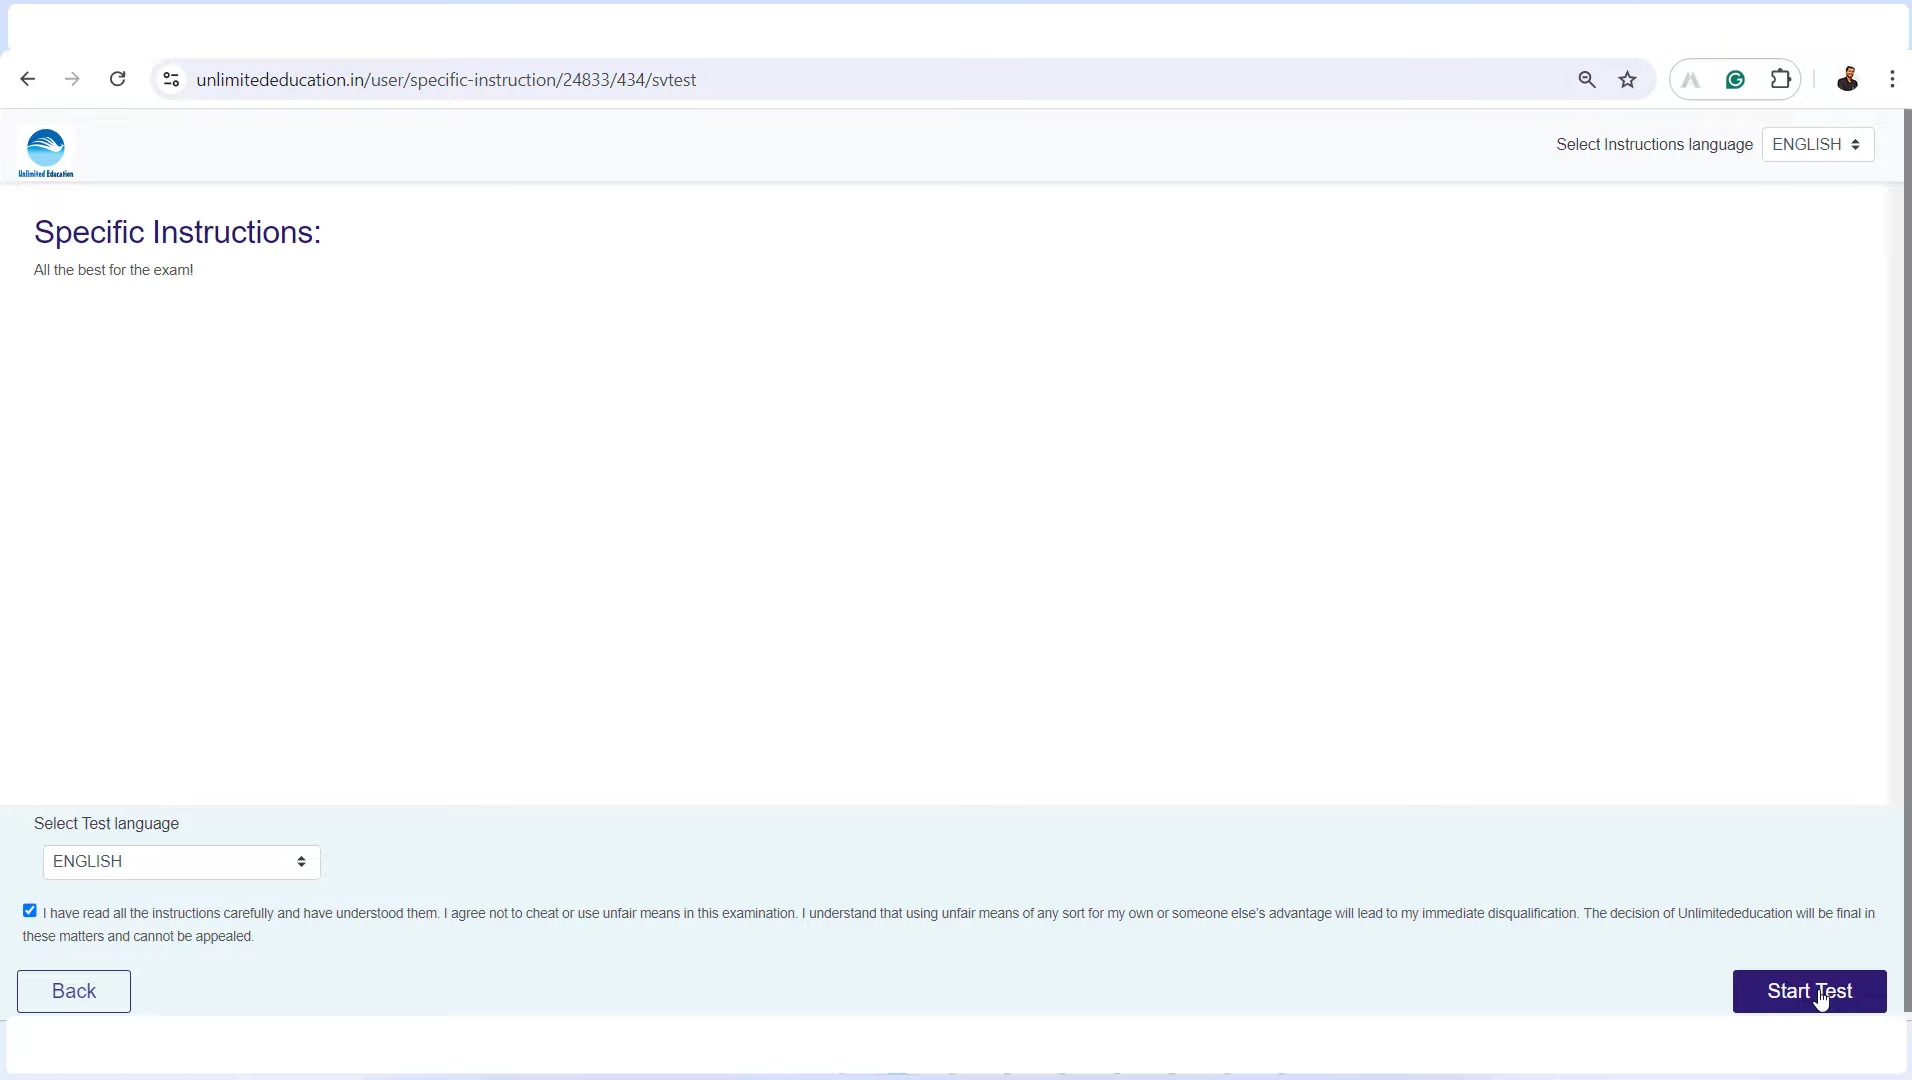 unlimitededucation.in/user/specific-instruction/24833/434/svtest
Unlimited Education
Select Instructions language ENGLISH
Specific Instructions:
All the best for the exam!
Select Test language
ENGLISH
I have read all the instructions carefully and have understood them. I agree not to cheat or use unfair means in this examination. I understand that using unfair means of any sort for my own or someone else's advantage will lead to my immediate disqualification. The decision of Unlimitededucation will be final in
these matters and cannot be appealed.
Back
Start Test